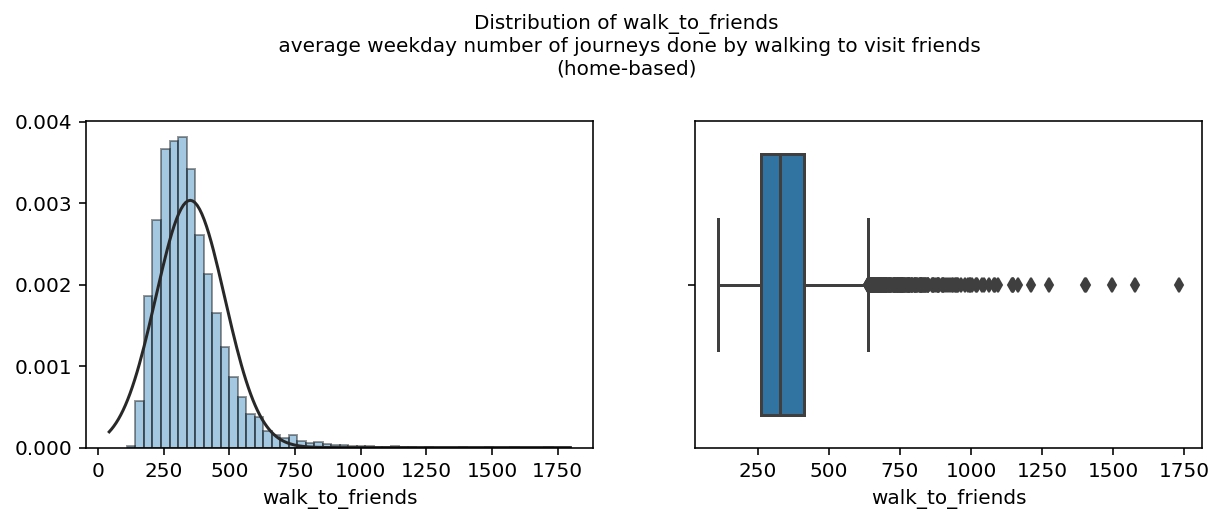 Distribution of walk_to_friends
average weekday number of journeys done by walking to visit friends
(home-based)
0.004
0.003
0.002
0.001
0.000
0 250 500 750 1000 1250 1500 1750
walk_to_friends
250 500 750 1000 1250 1500 1750
walk_to_friends